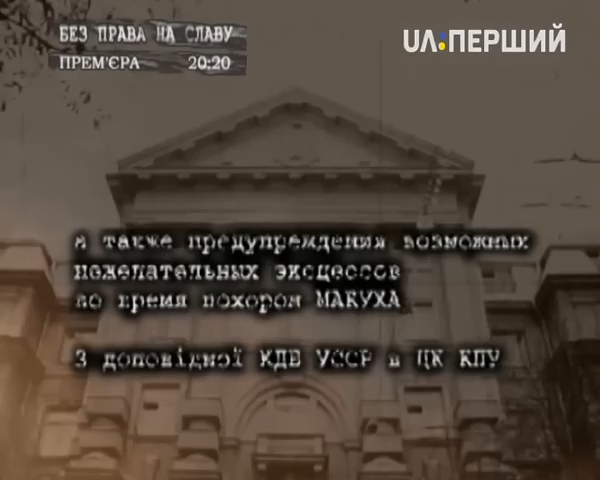 БЕЗ ПРАВА НА СЛАВУ
ПРЕМ'ЄРА 20:20
UA:ПЕРШИЙ
а также предупреждения возможных
нежелательных эксцессов
во время похорон МАКУХА
З доповідної КДБ УССР в ЦК КПУ